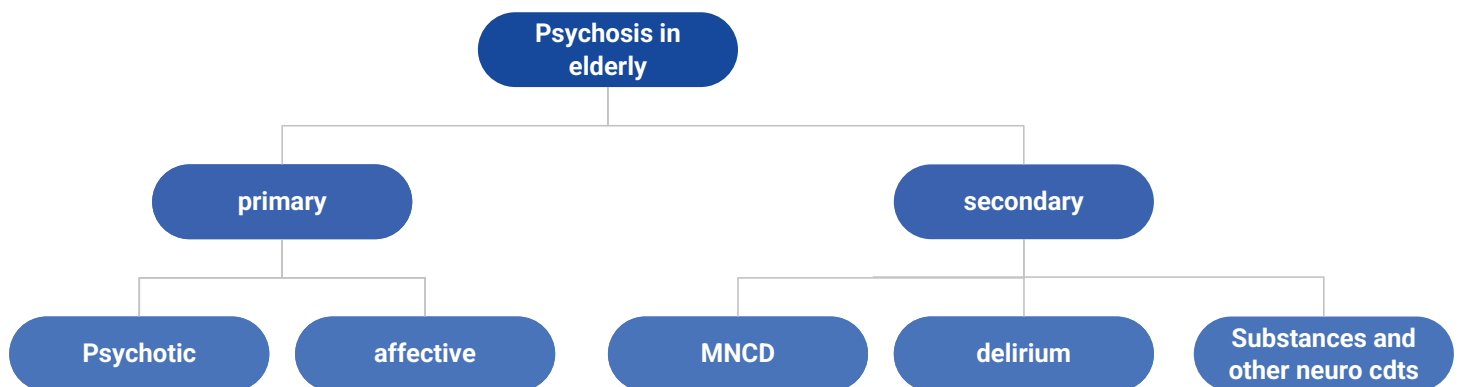 Psychosis in
elderly
primary
secondary
Psychotic
affective
MNCD
delirium
Substances and
other neuro cdts